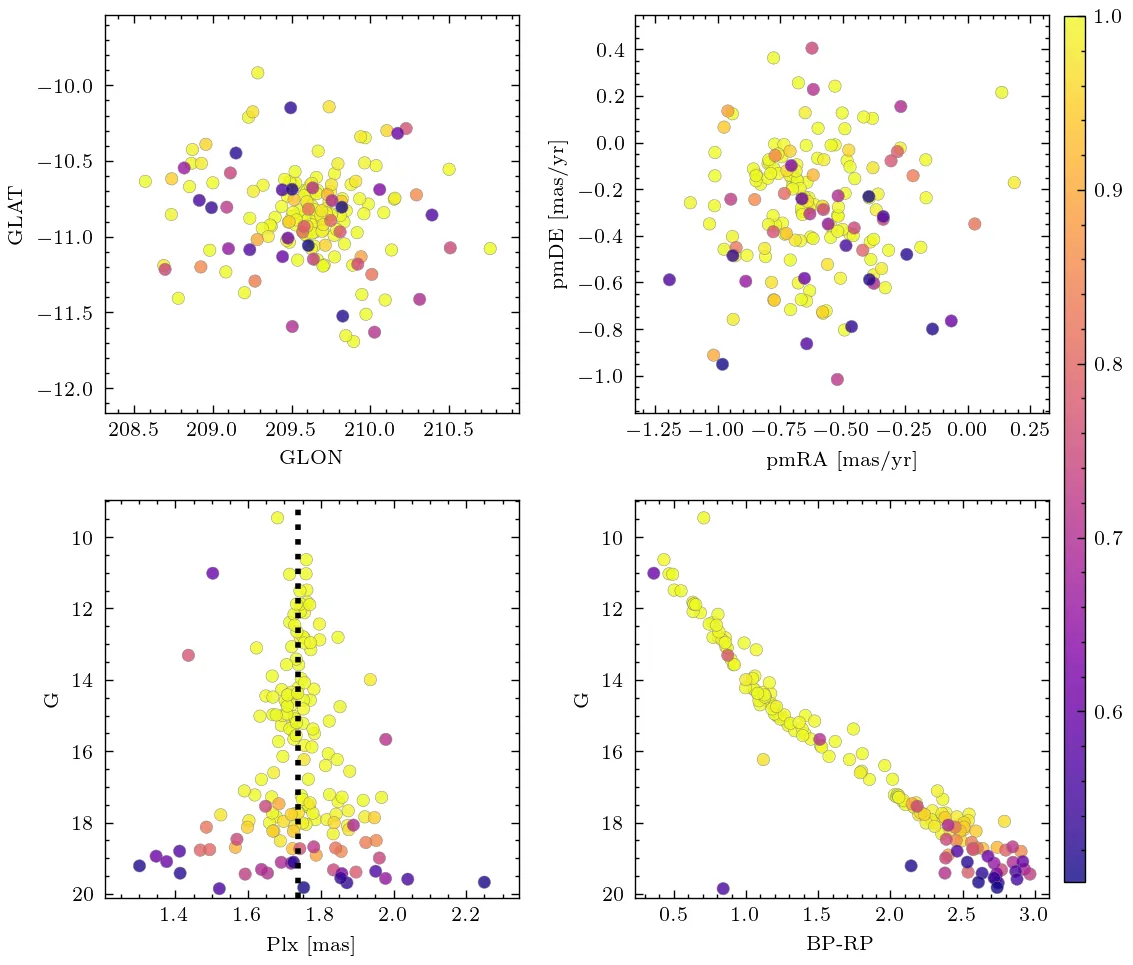 −10.0
−10.5
−11.0
−11.5
−12.0
GLAT
208.5 209.0 209.5 210.0 210.5
GLON
0.4
0.2
0.0
−0.2
−0.4
−0.6
−0.8
−1.0
pmDE [mas/yr]
−1.25 −1.00 −0.75 −0.50 −0.25 0.00 0.25
pmRA [mas/yr]
10
12
14
16
18
20
G
1.4 1.6 1.8 2.0 2.2
Plx [mas]
10
12
14
16
18
20
G
0.5 1.0 1.5 2.0 2.5 3.0
BP-RP
1.0
0.9
0.8
0.7
0.6